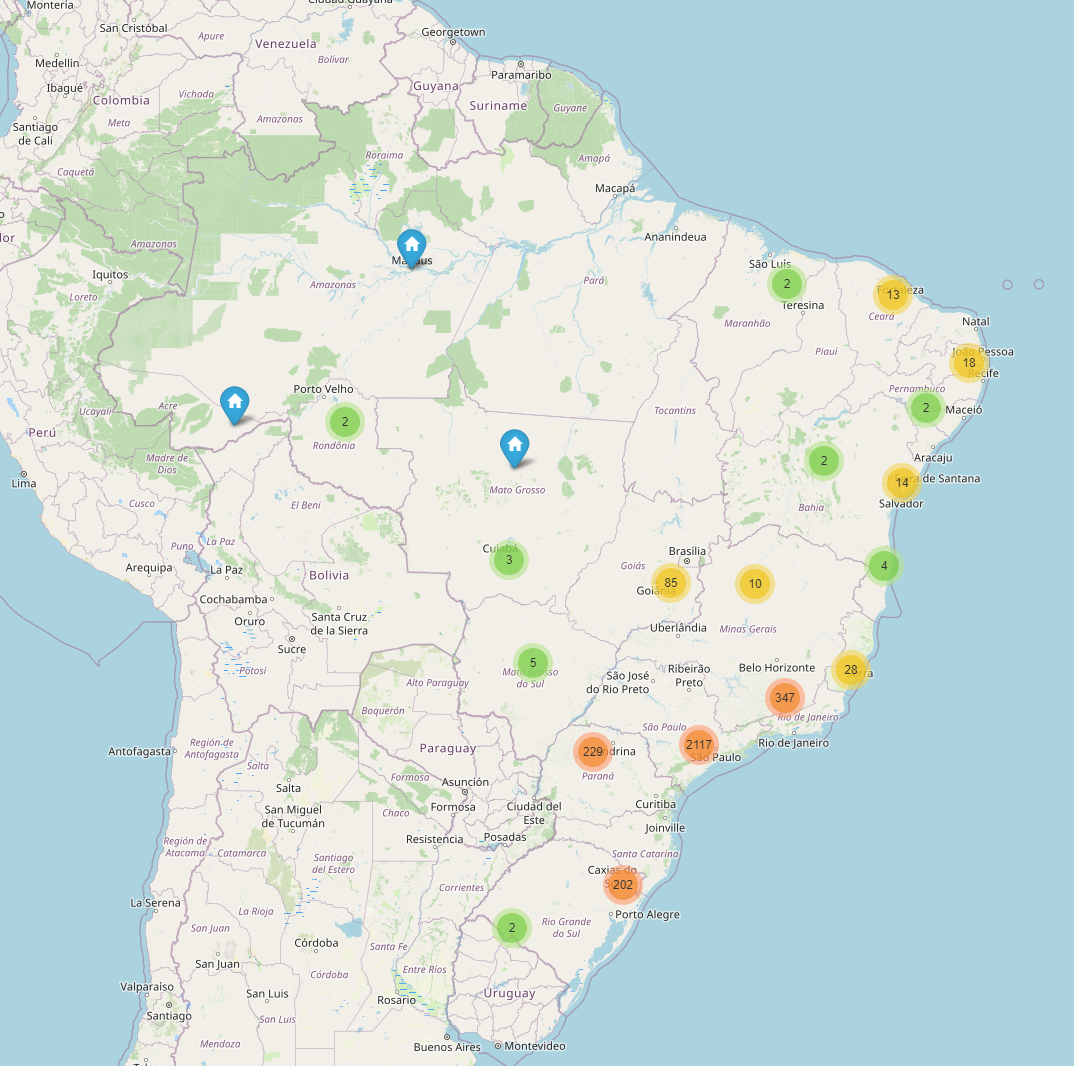 Montería
Ciudad Guayana
San Cristóbal
Apure
Georgetown
Venezuela
Medellín
Bolívar
Paramaribo
Ibagué
Guyana
Vichada
Colombia
Suriname
Guyane
Meta
Amazonas
Santiago
de Cali
Roraima
Amapá
Caquetá
Macapá
Ananindeua
Amazonas
Iquitos
São Luís
Loreto
Amazonas
Pará
2
13
Teresina
Ceará
Maranhão
Natal
Piauí
João Pessoa
18
Recife
Porto Velho
Pernambuco
Acre
2
Maceió
Ucayali
Tocantins
2
Perú
Rondônia
Madre de
Dios
Aracaju
2
Lima
14
Feira de Santana
Mato Grosso
Cusco
El Beni
Bahia
Salvador
Puno
La Paz
Cuiabá
3
Brasília
Arequipa
La Paz
Goiás
4
Bolivia
85
10
Goiânia
Cochabamba
Oruro
Santa Cruz
de la Sierra
Uberlândia
Minas Gerais
Sucre
Potosí
5
Mato Grosso
do Sul
Ribeirão
Preto
Belo Horizonte
28
São José
do Rio Preto
Alto Paraguay
347
Boquerón
Rio de Janeiro
São Paulo
Antofagasta
Región de
Antofagasta
Paraguay
229
2117
Rio de Janeiro
São Paulo
Salta
Paraná
Formosa
Asunción
Salta
San Miguel
de Tucumán
Formosa
Ciudad del
Este
Curitiba
Chaco
Joinville
Resistencia
Posadas
Región de
Atacama
Catamarca
Santiago
del Estero
Santa Catarina
Caxias do
202
Corrientes
La Serena
La Rioja
Porto Alegre
San Juan
2
Rio Grande
do Sul
Córdoba
Santa Fe
San Juan
Córdoba
Entre Ríos
Valparaíso
San Luis
Rosario
Uruguay
Santiago
San Luis
Mendoza
Buenos Aires
Montevideo